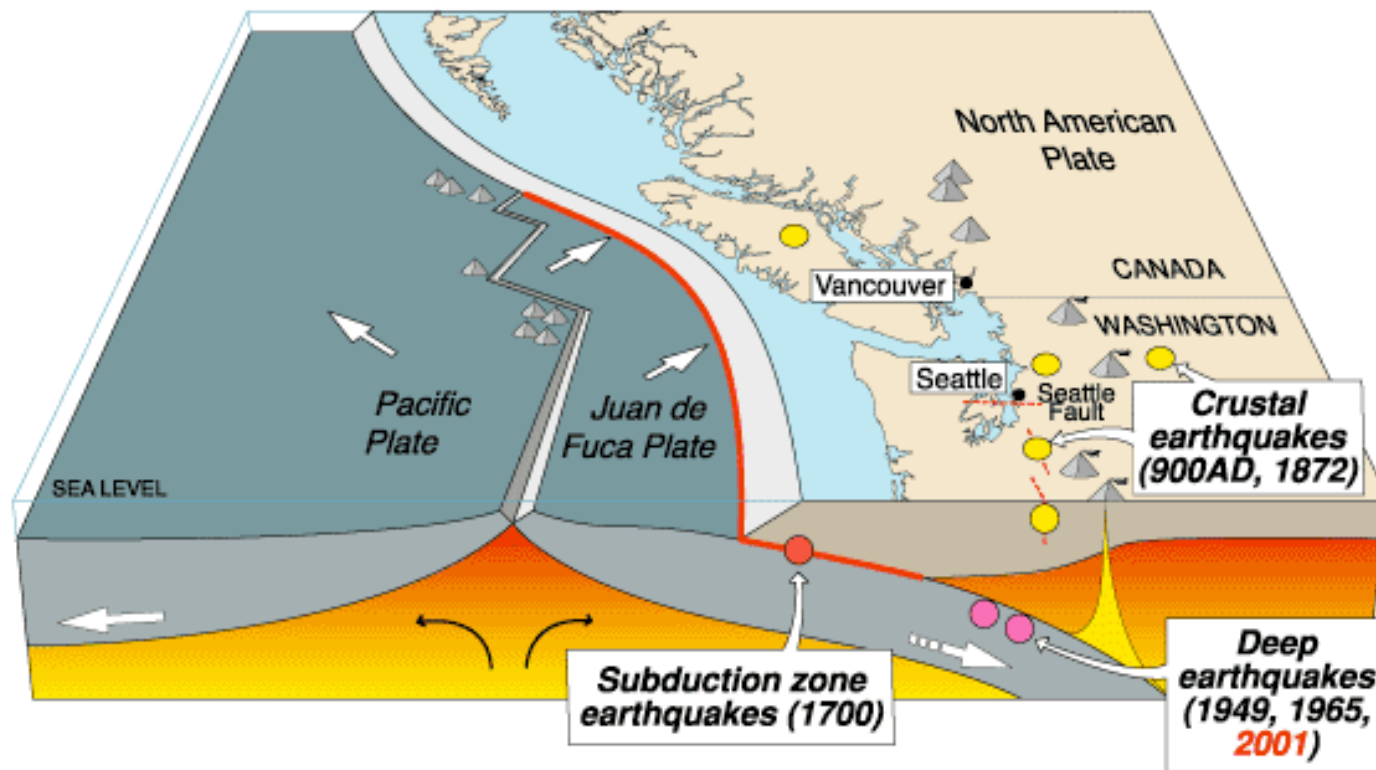 North American
Plate
CANADA
Vancouver
WASHINGTON
Seattle
Seattle
Fault
Crustal
earthquakes
(900AD, 1872)
Pacific
Plate
Juan de
Fuca Plate
SEA LEVEL
Subduction zone
earthquakes (1700)
Deep
earthquakes
(1949, 1965,
2001)